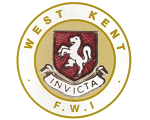 · WEST KENT ·
INVICTA
F.W.I